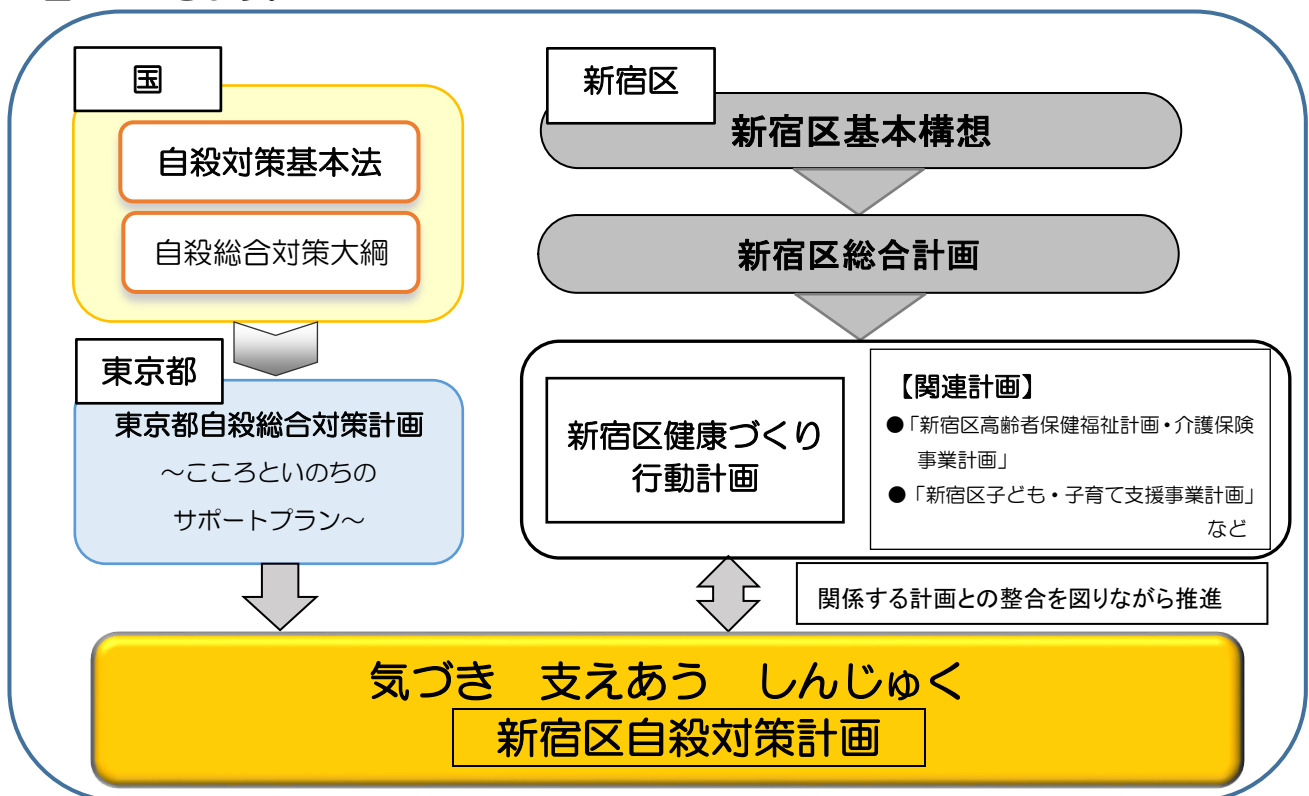 国
自殺対策基本法
自殺総合対策大綱
東京都
東京都自殺総合対策計画
~こころといのちの
サポートプラン~
新宿区
新宿区基本構想
新宿区総合計画
新宿区健康づくり
行動計画
【関連計画】
●「新宿区高齢者保健福祉計画・介護保険
事業計画」
●「新宿区子ども・子育て支援事業計画」
など
関係する計画との整合を図りながら推進
気づき 支えあう しんじゅく
新宿区自殺対策計画